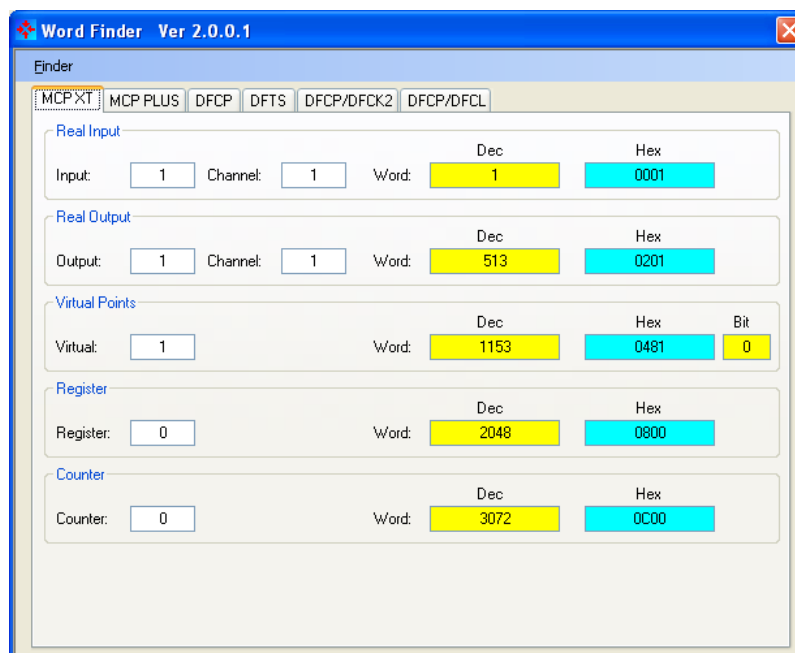 Word Finder Ver 2.0.0.1
Finder
MCP XT MCP PLUS DFCP DFTS DFCP/DFCK2 DFCP/DFCL
Real Input
Dec Hex
Input: 1 Channel: 1 Word: 1 0001
Real Output
Dec Hex
Output: 1 Channel: 1 Word: 513 0201
Virtual Points
Dec Hex Bit
Virtual: 1 Word: 1153 0481 0
Register
Dec Hex
Register: 0 Word: 2048 0800
Counter
Dec Hex
Counter: 0 Word: 3072 0C00